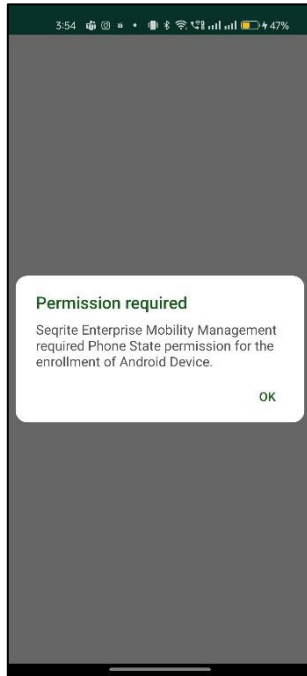 3:54 47%
Permission required
Seqrite Enterprise Mobility Management
required Phone State permission for the
enrollment of Android Device.
OK